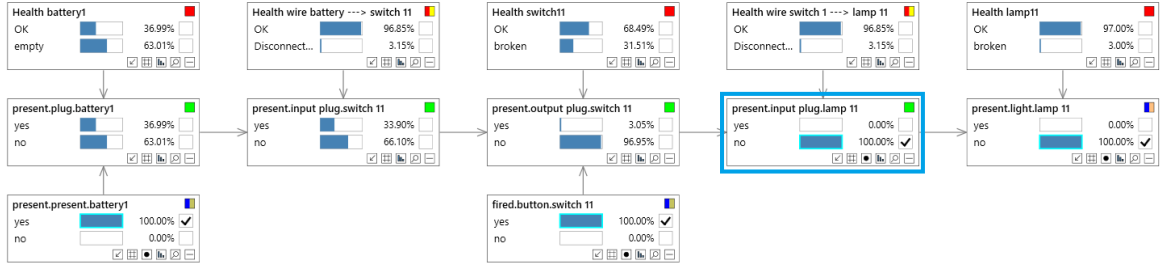 Health battery1
OK 36.99%
empty 63.01%
Health wire battery ---> switch 11
OK 96.85%
Disconnect... 3.15%
Health switch11
OK 68.49%
broken 31.51%
Health wire switch 1 ---> lamp 11
OK 96.85%
Disconnect... 3.15%
Health lamp11
OK 97.00%
broken 3.00%
present.plug.battery1
yes 36.99%
no 63.01%
present.input plug.switch 11
yes 33.90%
no 66.10%
present.output plug.switch 11
yes 3.05%
no 96.95%
present.input plug.lamp 11
yes 0.00%
no 100.00%
present.light.lamp 11
yes 0.00%
no 100.00%
present.present.battery1
yes 100.00%
no 0.00%
fired.button.switch 11
yes 100.00%
no 0.00%